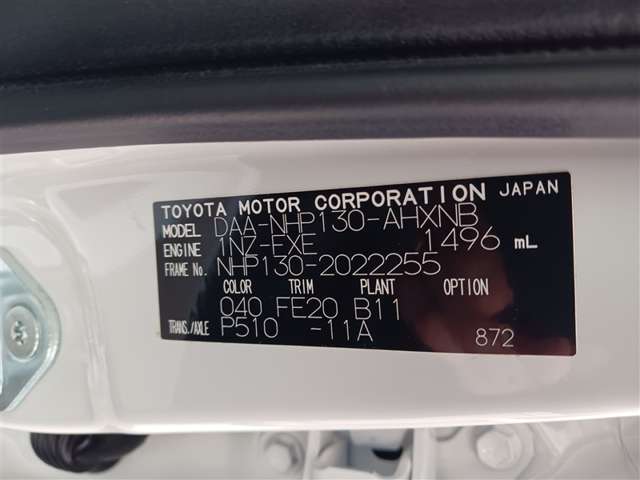 TOYOTA MOTOR CORPORATION JAPAN
MODEL DAA-NHP130-AHXNB
ENGINE 1NZ-EXE 1496 mL
FRAME No. NHP130-2022255
COLOR TRIM PLANT OPTION
040 FE20 B11
TRANS./AXLE P510 -11A 872